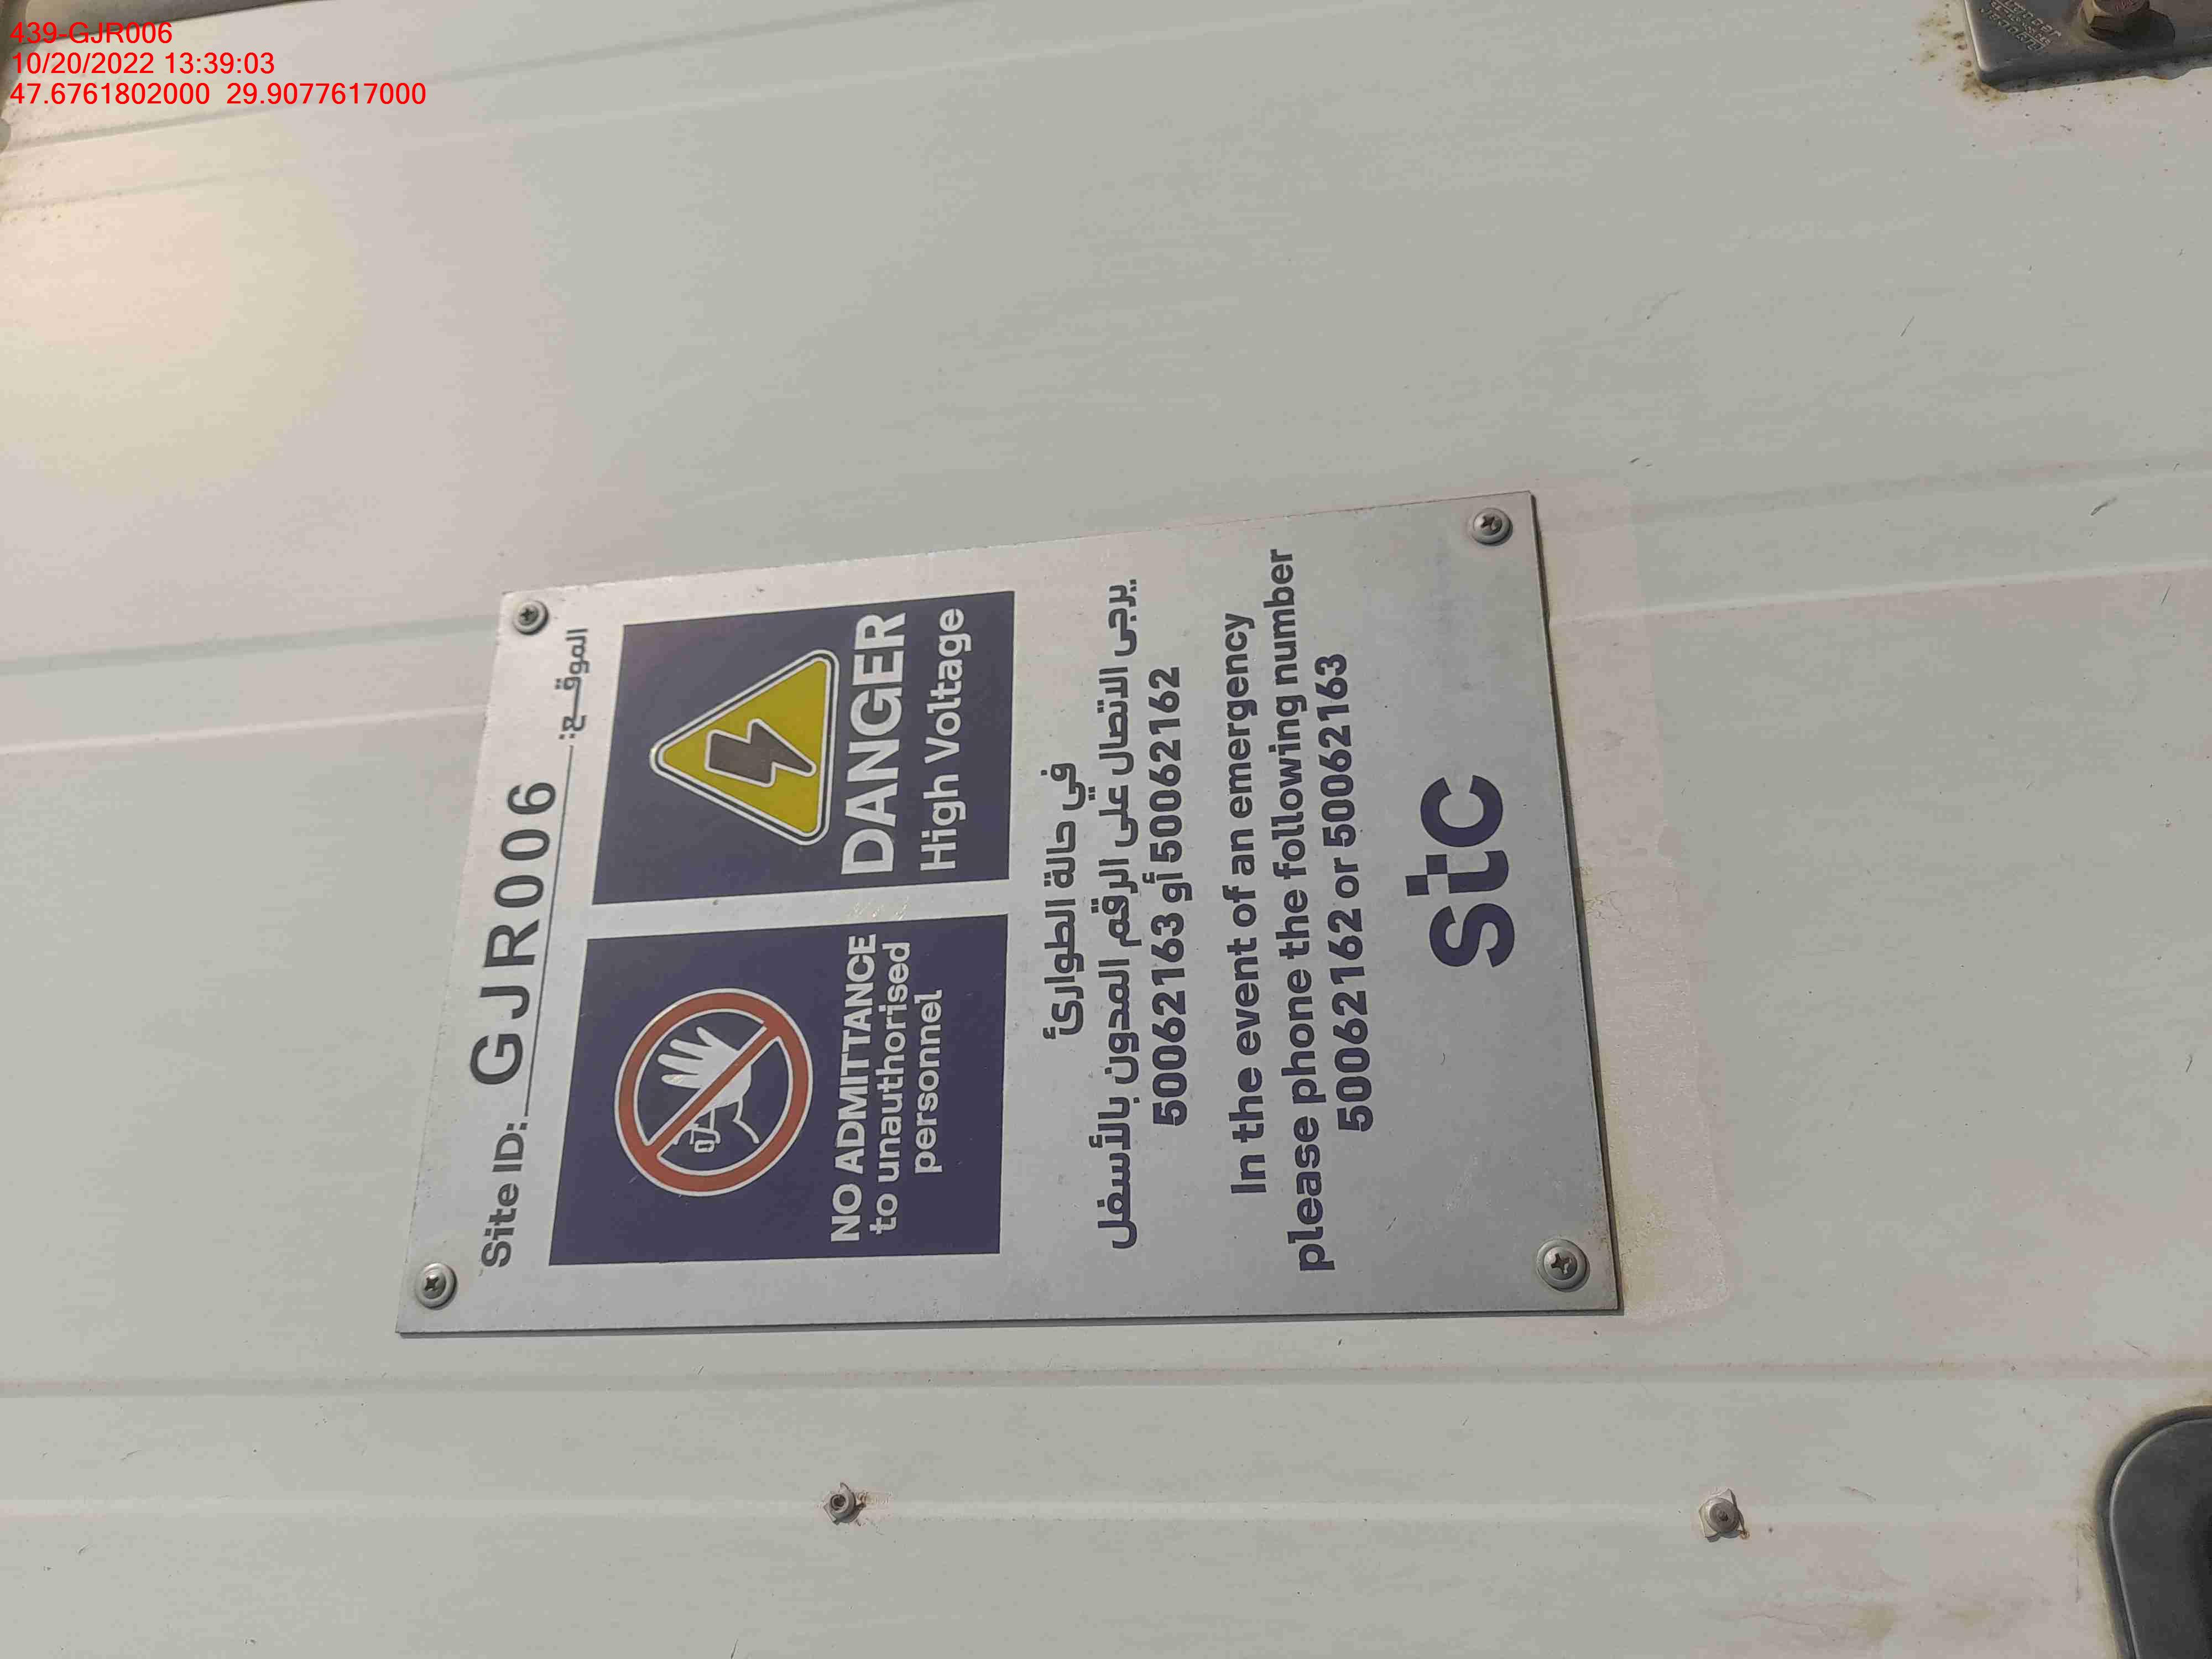 439-GJR006
10/20/2022 13:39:03
47.6761802000 29.9077617000
Site ID: GJR006 الموقـع:
NO ADMITTANCE
to unauthorised
personnel
DANGER
High Voltage
في حالة الطوارئ
يرجى الاتصال على الرقم المدون بالأسفل
50062162 أو 50062163
In the event of an emergency
please phone the following number
50062162 or 50062163
stc